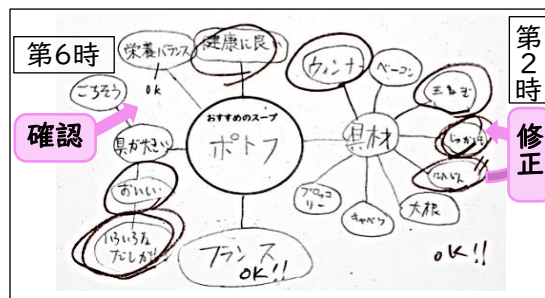 第6時
栄養バランス
OK
健康に良い
ウィンナー
ベーコン
第2時
ごちそう
玉ねぎ
おすすめのスープ
ポトフ
確認
具が大きい
具材
じゃがいも
修正
おいしい
にんじん
ブロッコリー
キャベツ
大根
いろいろな
だしが
フランス
OK!!
OK!!